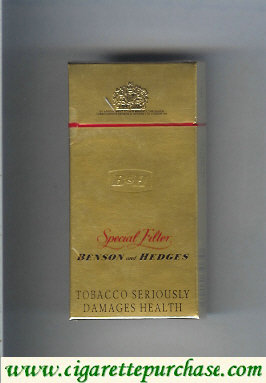 B&H
Special Filter
BENSON and HEDGES
TOBACCO SERIOUSLY
DAMAGES HEALTH
www.cigarettepurchase.com